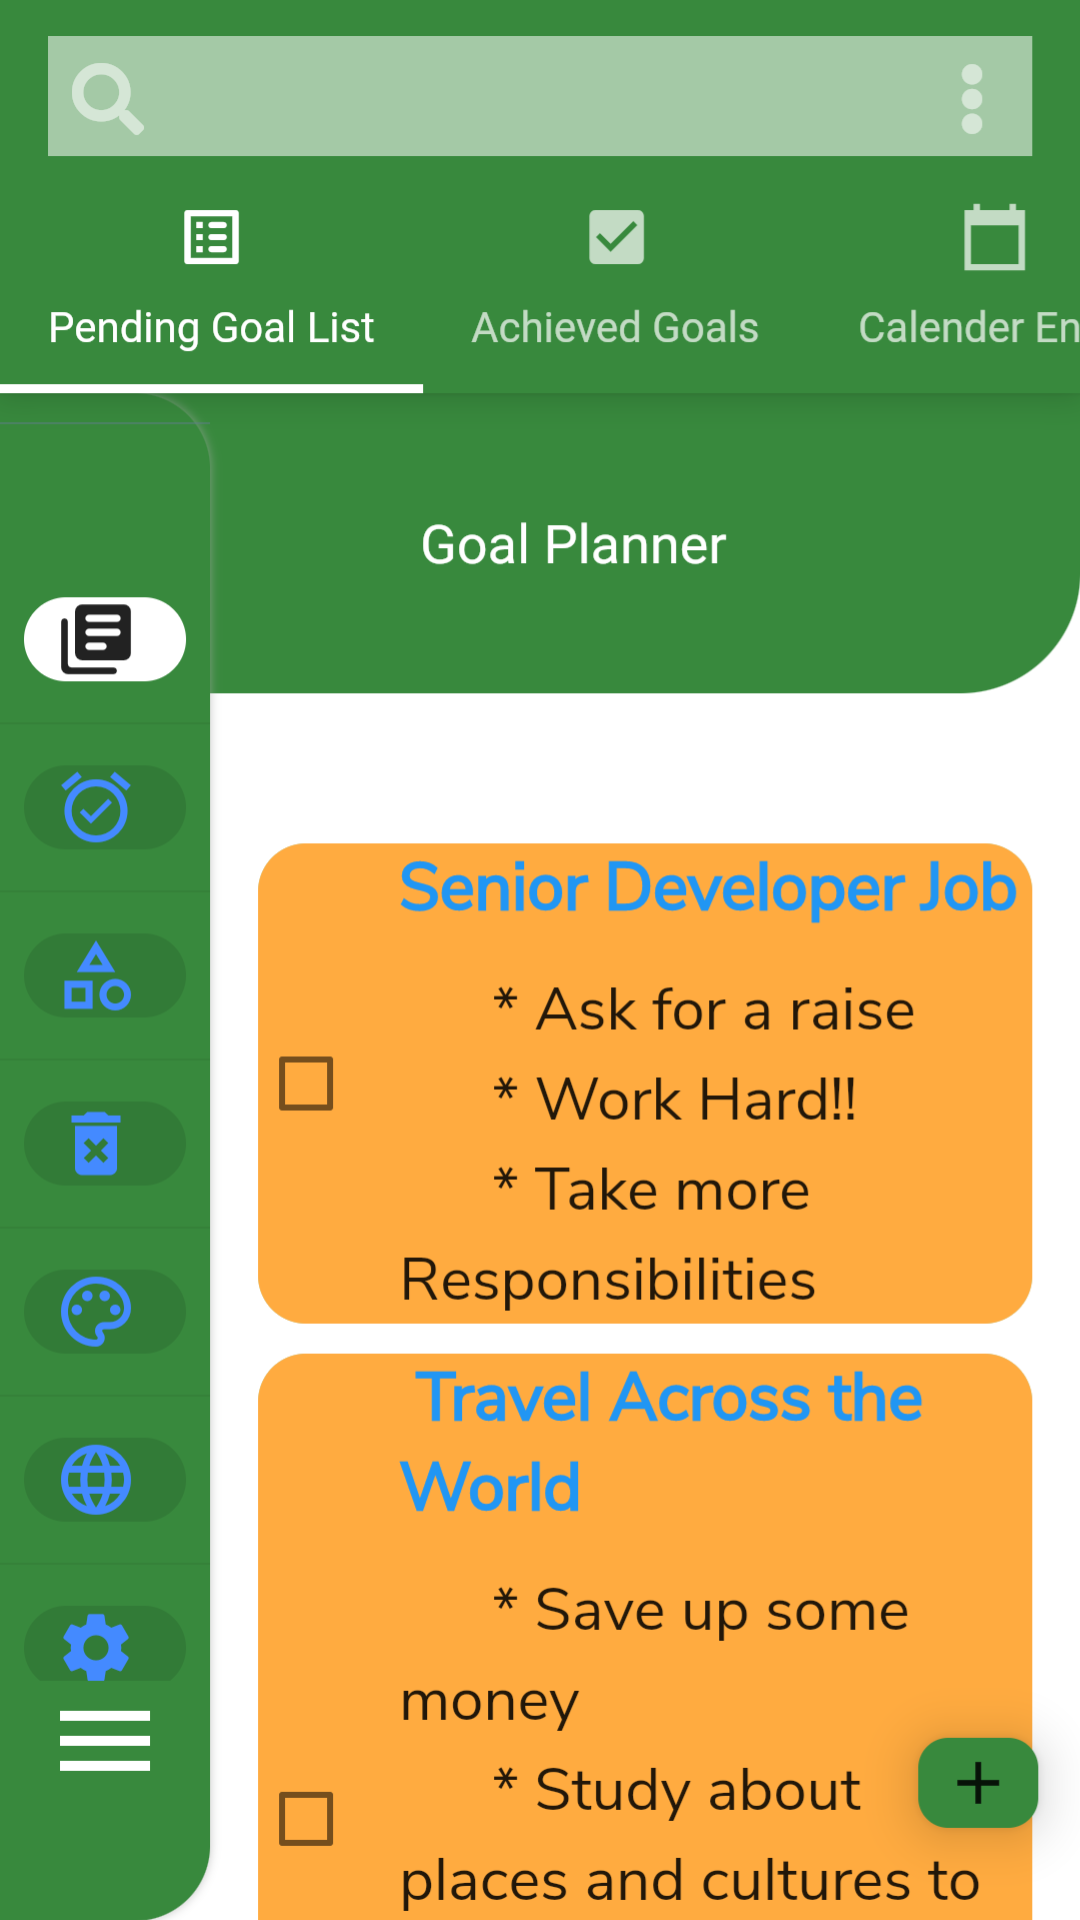 Pending Goal List
Achieved Goals
Calender En
Goal Planner
Senior Developer Job
* Ask for a raise
* Work Hard!!
* Take more
Responsibilities
Travel Across the
World
* Save up some
money
* Study about
places and cultures to